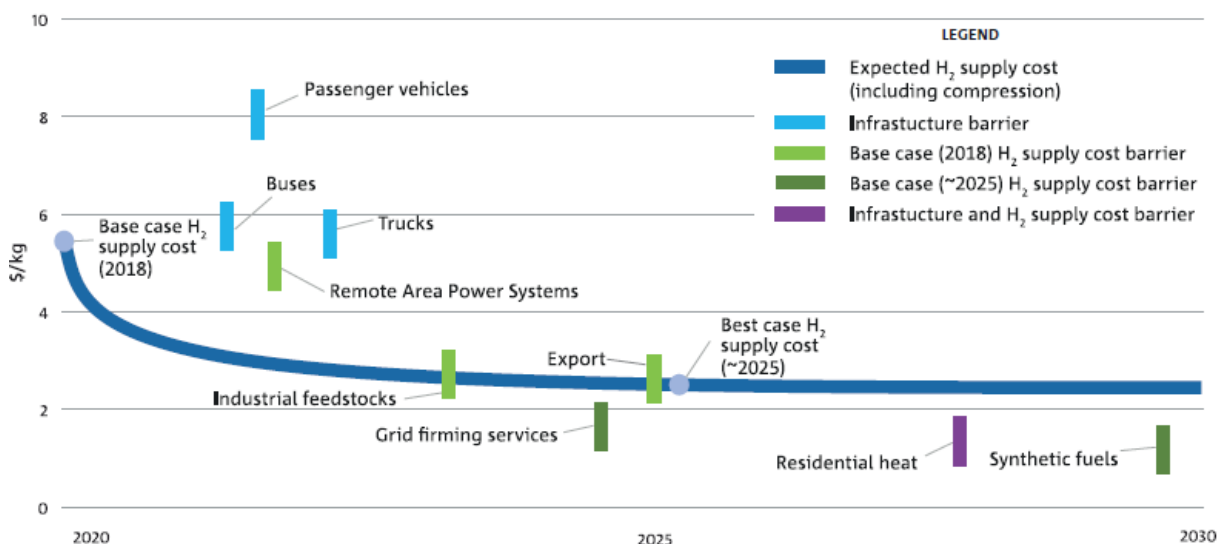 10
8
6
4
2
0
$/kg
2020
2025
2030
Passenger vehicles
Buses
Base case H₂
supply cost
(2018)
Trucks
Remote Area Power Systems
Export
Best case H₂
supply cost
(~2025)
Industrial feedstocks
Grid firming services
Residential heat
Synthetic fuels
LEGEND
Expected H₂ supply cost
(including compression)
Infrastucture barrier
Base case (2018) H₂ supply cost barrier
Base case (~2025) H₂ supply cost barrier
Infrastucture and H₂ supply cost barrier